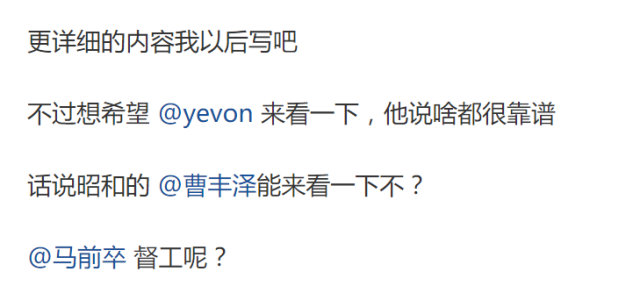 更详细的内容我以后写吧
不过想希望 @yevon 来看一下，他说啥都很靠谱
话说昭和的 @曹丰泽能来看一下不？
@马前卒 督工呢？